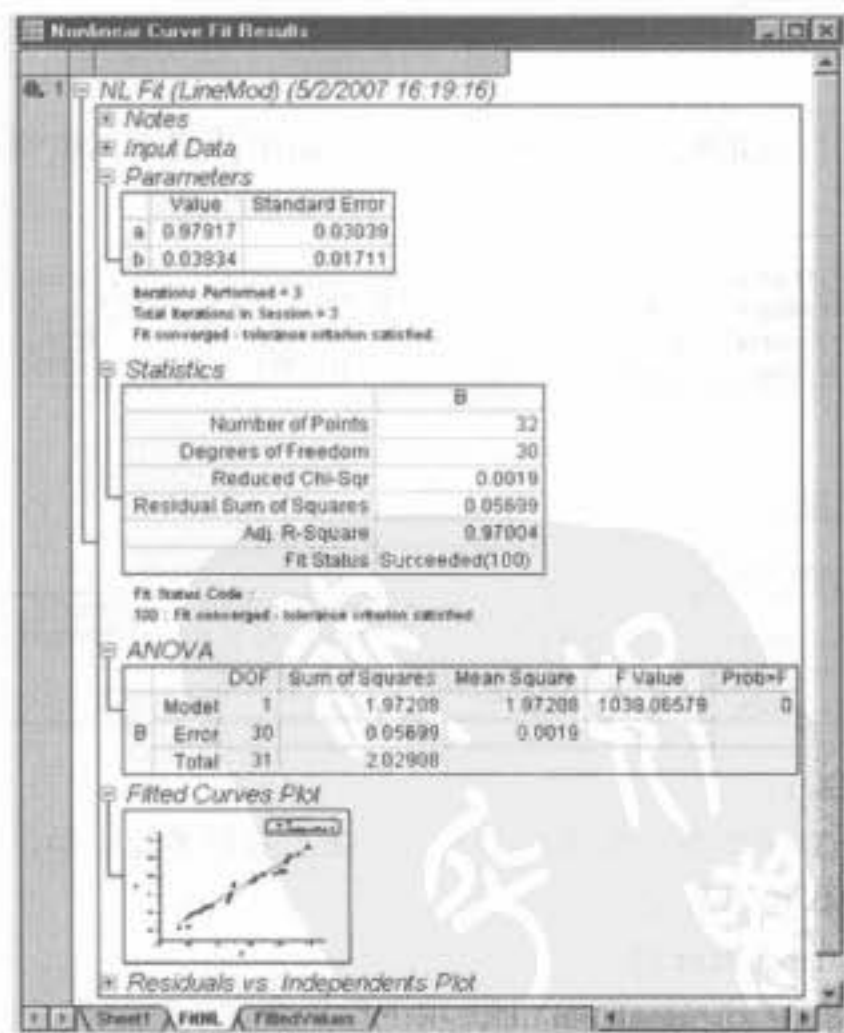 Nonlinear Curve Fit Results
1 NL Fit (LineMod) (5/2/2007 16:19:16)
Notes
Input Data
Parameters
Value Standard Error
a 0.97917 0.03039
b 0.03934 0.01711
Iterations Performed = 3
Total Iterations in Session = 3
Fit converged - tolerance criterion satisfied.
Statistics
B
Number of Points 32
Degrees of Freedom 30
Reduced Chi-Sqr 0.0019
Residual Sum of Squares 0.05699
Adj. R-Square 0.97004
Fit Status Succeeded(100)
Fit Status Code :
100 : Fit converged - tolerance criterion satisfied
ANOVA
DOF Sum of Squares Mean Square F Value Prob>F
Model 1 1.97208 1.97208 1038.06579 0
B Error 30 0.05699 0.0019
Total 31 2.02908
Fitted Curves Plot
Residuals vs. Independents Plot
Sheet1 FitNL FittedValues